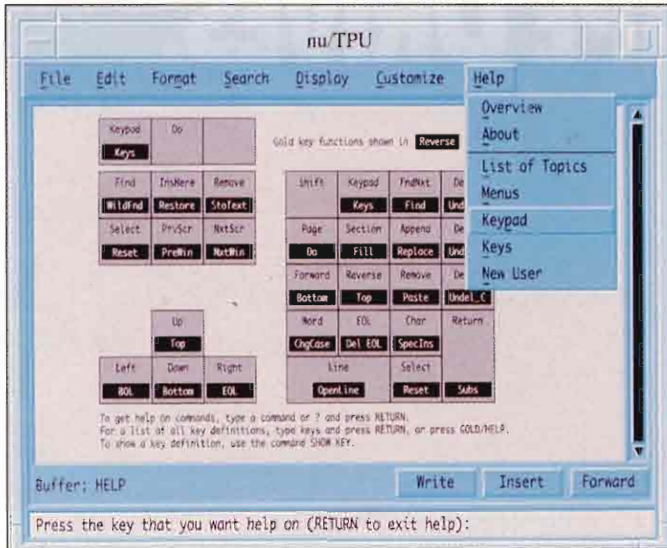 nu/TPU
File Edit Format Search Display Customize Help
Overview
About
List of Topics
Menus
Keypad
Keys
New User
Keypad Do
Keys
Gold key functions shown in Reverse
Find InsHere Remove
WildFnd Restore StoText
Select PrvScr NxtScr
Reset PreWin NxtWin
Shift Keypad FndNxt De
Keys Find Und
Page Section Append De
Do Fill Replace Und
Forward Reverse Remove De
Bottom Top Paste Undel_C
Word EOL Char Return
ChgCase Del EOL SpecIns
Line Select
OpenLine Reset Subs
Up
Top
Left Down Right
BOL Bottom EOL
To get help on commands, type a command or ? and press RETURN.
For a list of all key definitions, type keys and press RETURN, or press GOLD/HELP.
To show a key definition, use the command SHOW KEY.
Buffer: HELP Write Insert Forward
Press the key that you want help on (RETURN to exit help):